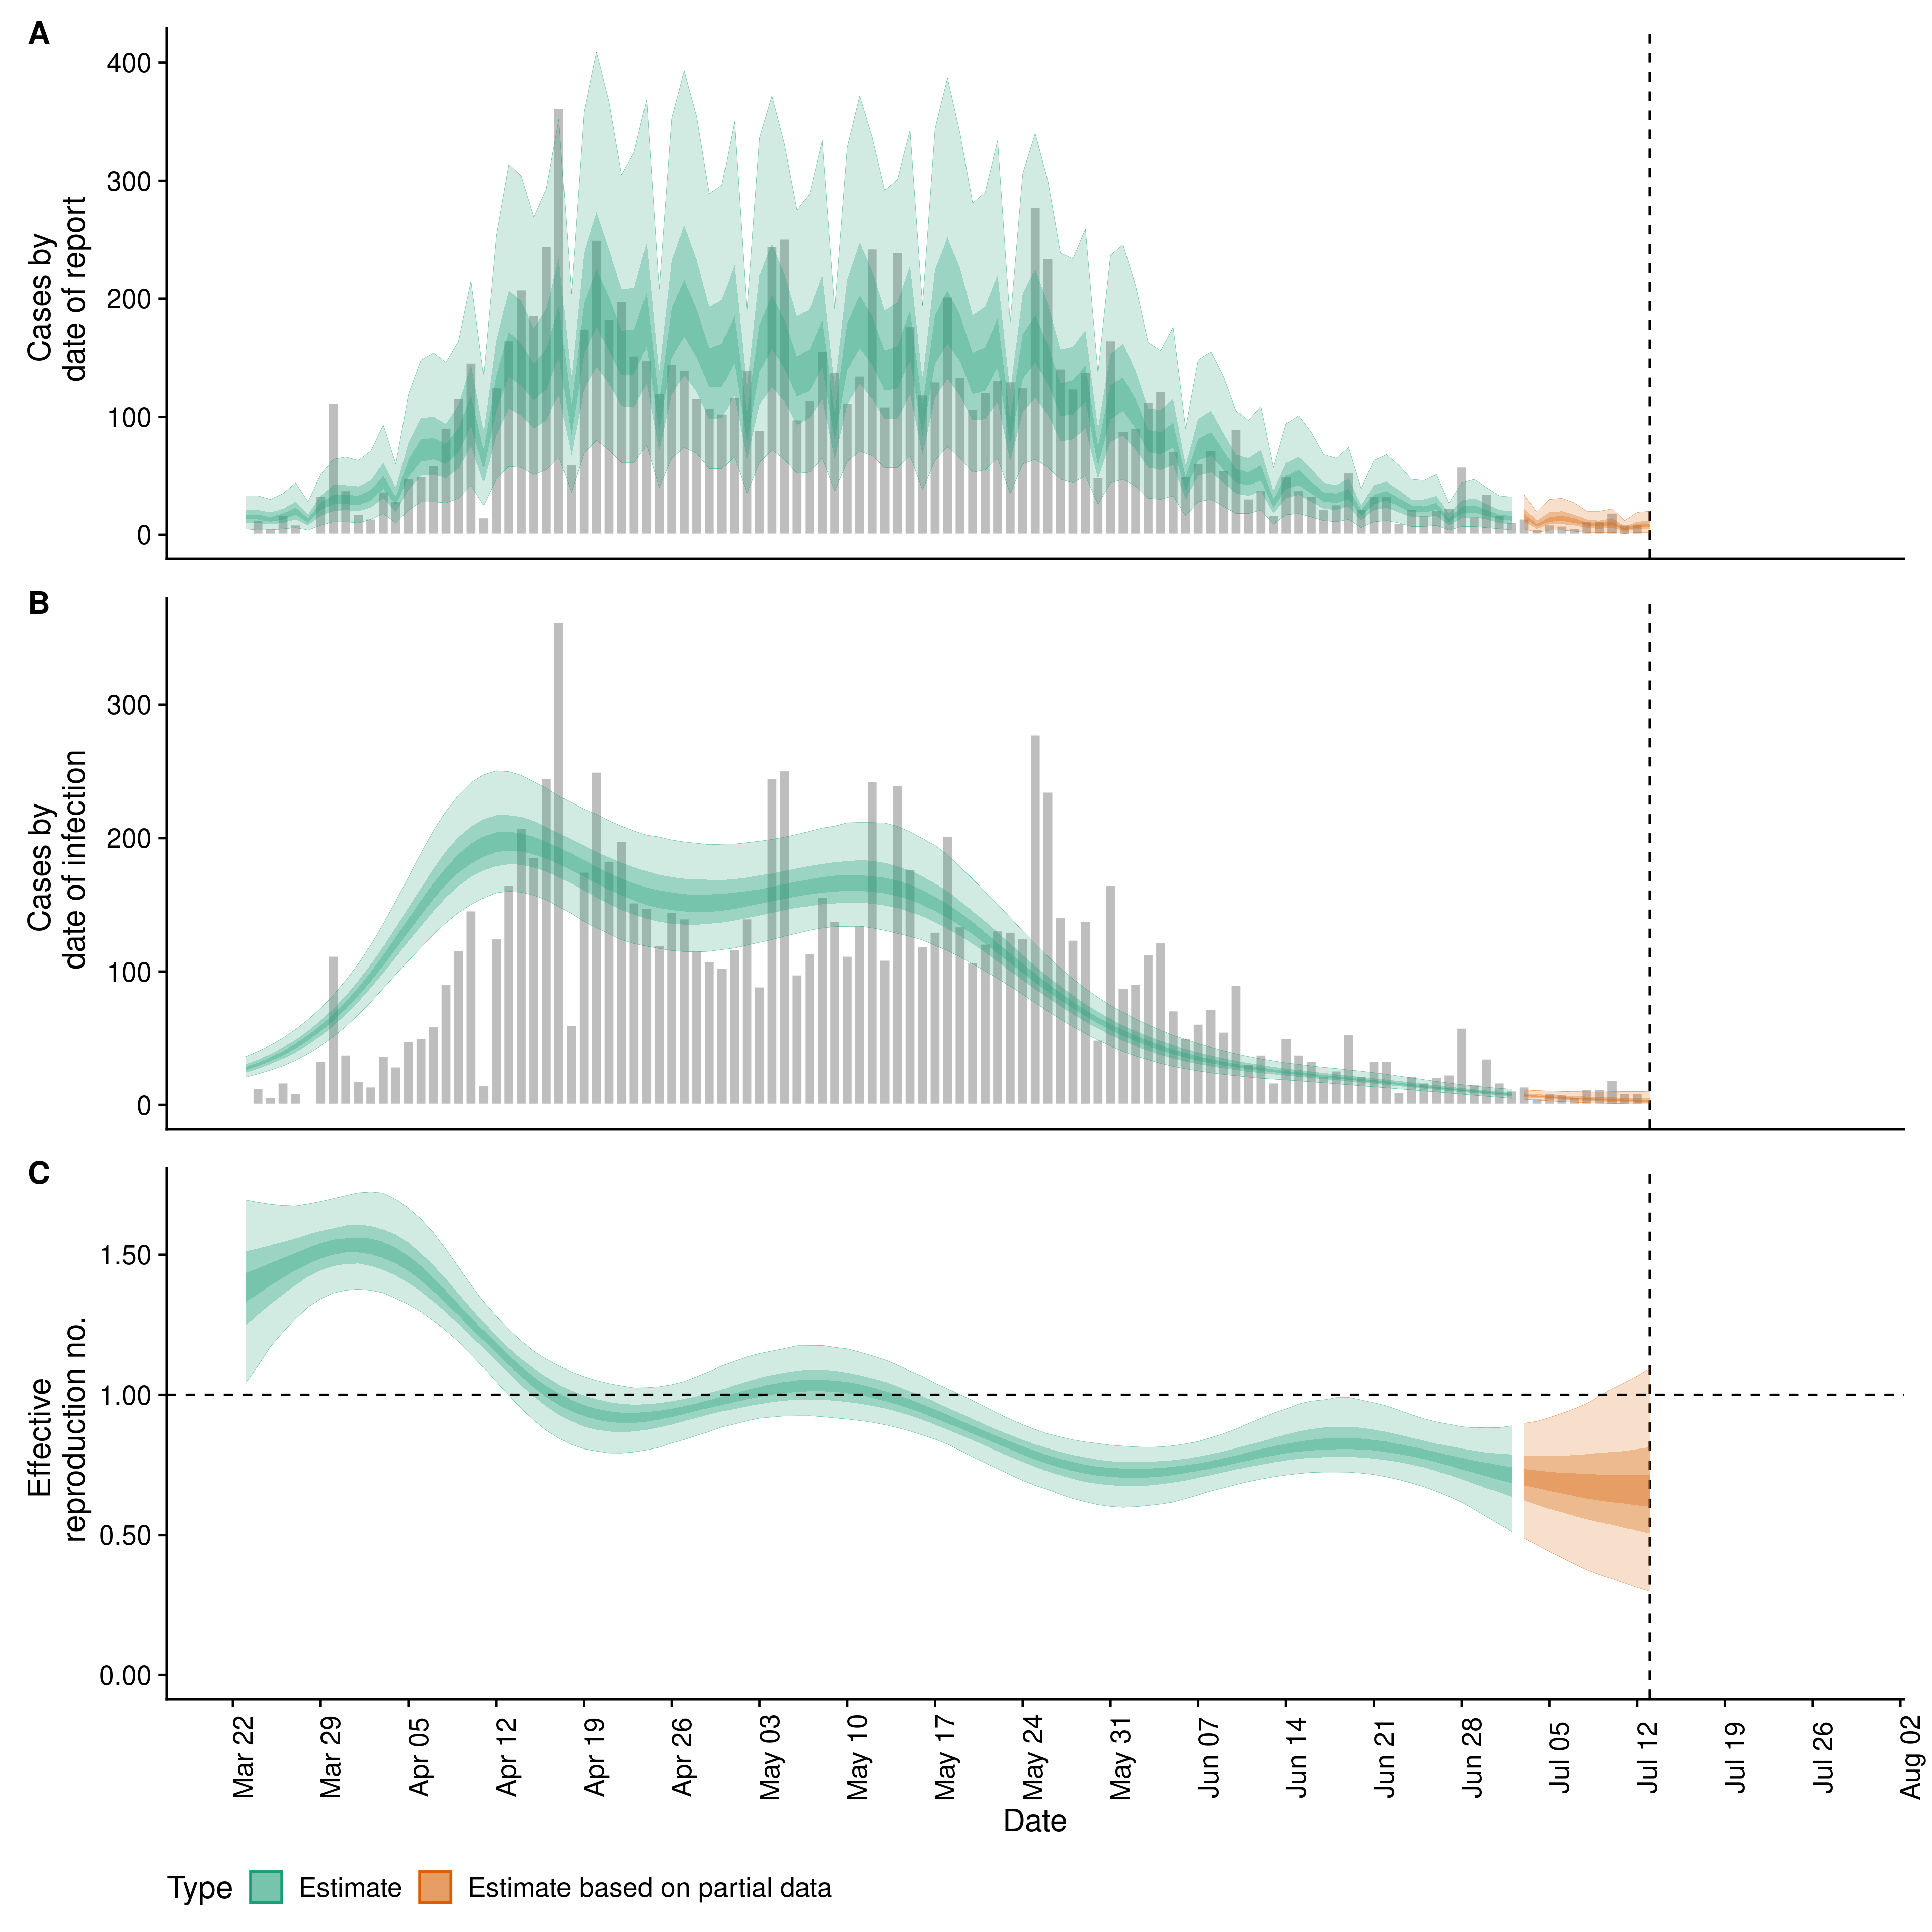 A
400
300
200
100
0
Cases by
date of report
B
300
200
100
0
Cases by
date of infection
C
1.50
1.00
0.50
0.00
Effective
reproduction no.
Mar 22
Mar 29
Apr 05
Apr 12
Apr 19
Apr 26
May 03
May 10
May 17
May 24
May 31
Jun 07
Jun 14
Jun 21
Jun 28
Jul 05
Jul 12
Jul 19
Jul 26
Aug 02
Date
Type Estimate Estimate based on partial data